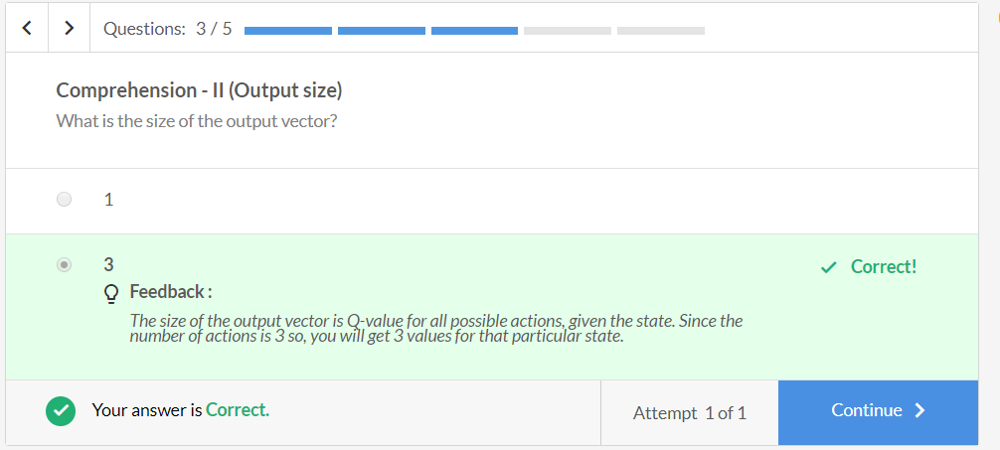 Questions: 3 / 5
Comprehension - II (Output size)
What is the size of the output vector?
1
3
Correct!
Feedback :
The size of the output vector is Q-value for all possible actions, given the state. Since the
number of actions is 3 so, you will get 3 values for that particular state.
Your answer is Correct.
Attempt 1 of 1
Continue